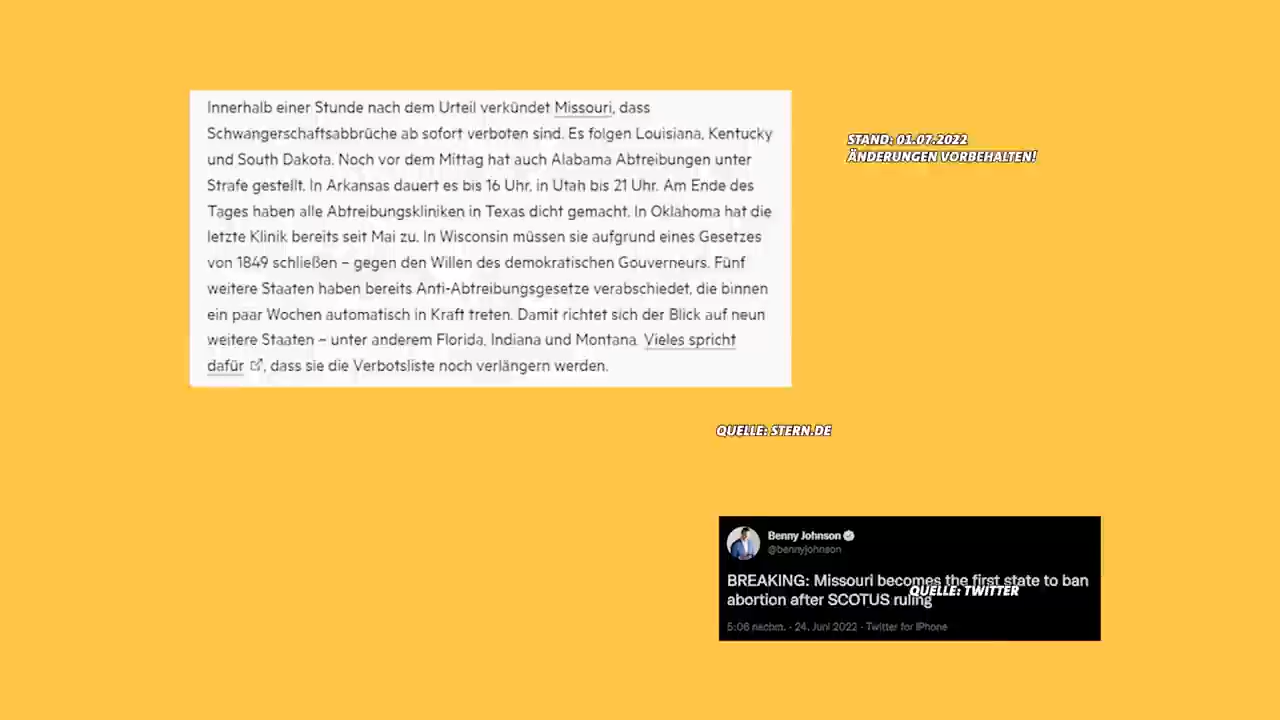 Innerhalb einer Stunde nach dem Urteil verkündet Missouri, dass
Schwangerschaftsabbrüche ab sofort verboten sind. Es folgen Louisiana, Kentucky
und South Dakota. Noch vor dem Mittag hat auch Alabama Abtreibungen unter
Strafe gestellt. In Arkansas dauert es bis 16 Uhr, in Utah bis 21 Uhr. Am Ende des
Tages haben alle Abtreibungskliniken in Texas dicht gemacht. In Oklahoma hat die
letzte Klinik bereits seit Mai zu. In Wisconsin müssen sie aufgrund eines Gesetzes
von 1849 schließen – gegen den Willen des demokratischen Gouverneurs. Fünf
weitere Staaten haben bereits Anti-Abtreibungsgesetze verabschiedet, die binnen
ein paar Wochen automatisch in Kraft treten. Damit richtet sich der Blick auf neun
weitere Staaten – unter anderem Florida, Indiana und Montana. Vieles spricht
dafür, dass sie die Verbotsliste noch verlängern werden.
STAND: 01.07.2022
ÄNDERUNGEN VORBEHALTEN!
QUELLE: STERN.DE
Benny Johnson
@bennyjohnson
BREAKING: Missouri becomes the first state to ban
abortion after SCOTUS ruling
QUELLE: TWITTER
5:06 nachm. · 24. Juni 2022 · Twitter for iPhone